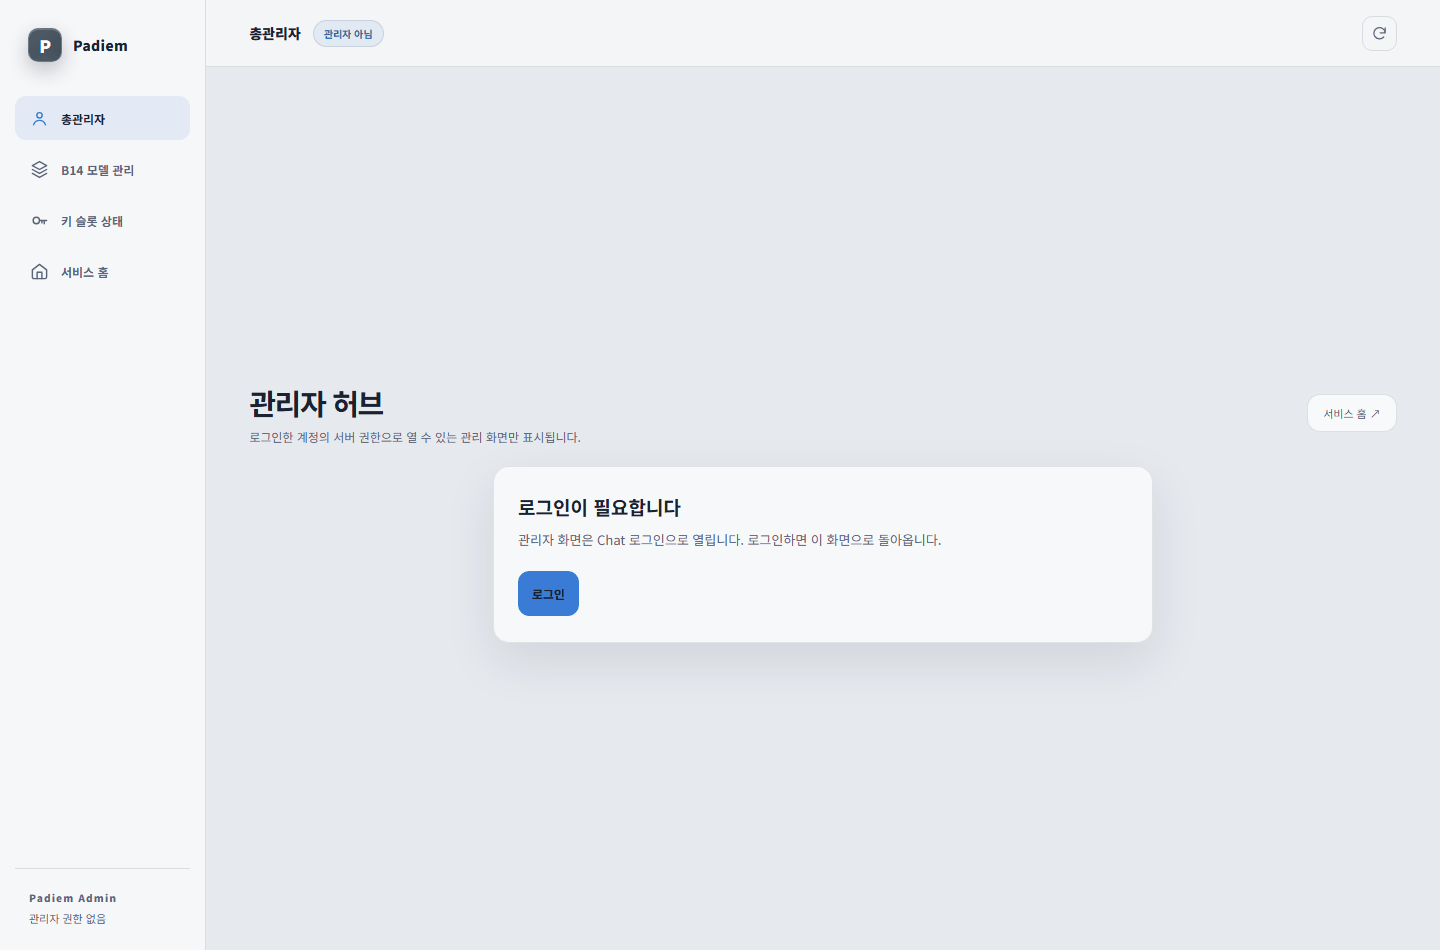 P Padiem
총관리자
B14 모델 관리
키 슬롯 상태
서비스 홈
Padiem Admin
관리자 권한 없음
총관리자 관리자 아님
관리자 허브
로그인한 계정의 서버 권한으로 열 수 있는 관리 화면만 표시됩니다.
서비스 홈 ↗
로그인이 필요합니다
관리자 화면은 Chat 로그인으로 열립니다. 로그인하면 이 화면으로 돌아옵니다.
로그인